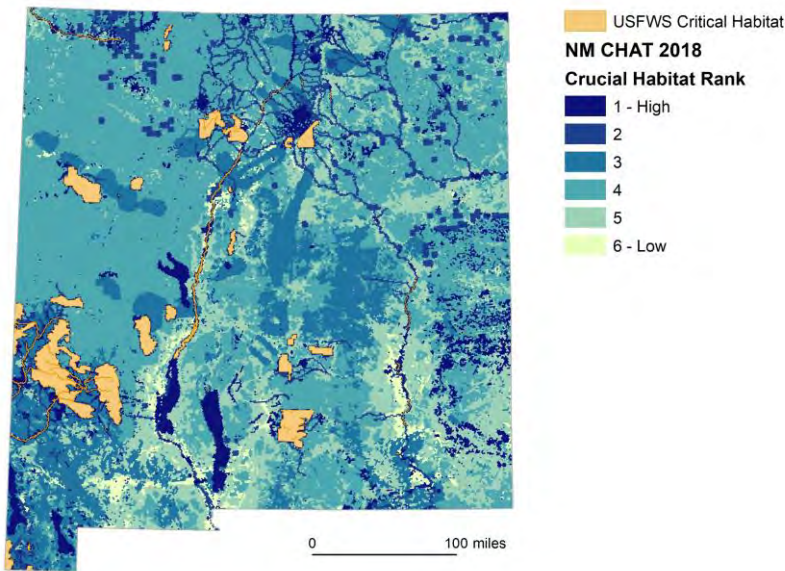 USFWS Critical Habitat
NM CHAT 2018
Crucial Habitat Rank
1 - High
2
3
4
5
6 - Low
0 100 miles